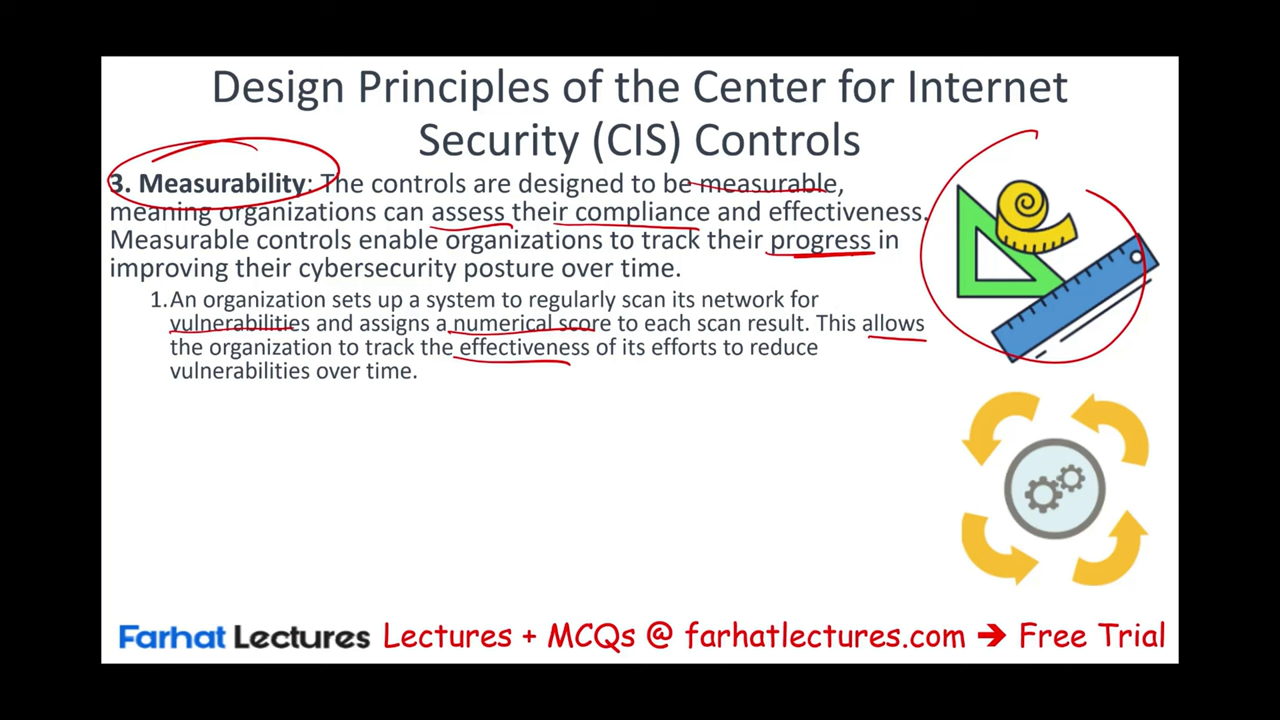 Design Principles of the Center for Internet
Security (CIS) Controls
3. Measurability: The controls are designed to be measurable,
meaning organizations can assess their compliance and effectiveness.
Measurable controls enable organizations to track their progress in
improving their cybersecurity posture over time.
1. An organization sets up a system to regularly scan its network for
vulnerabilities and assigns a numerical score to each scan result. This allows
the organization to track the effectiveness of its efforts to reduce
vulnerabilities over time.
Farhat Lectures Lectures + MCQs @ farhatlectures.com ➔ Free Trial